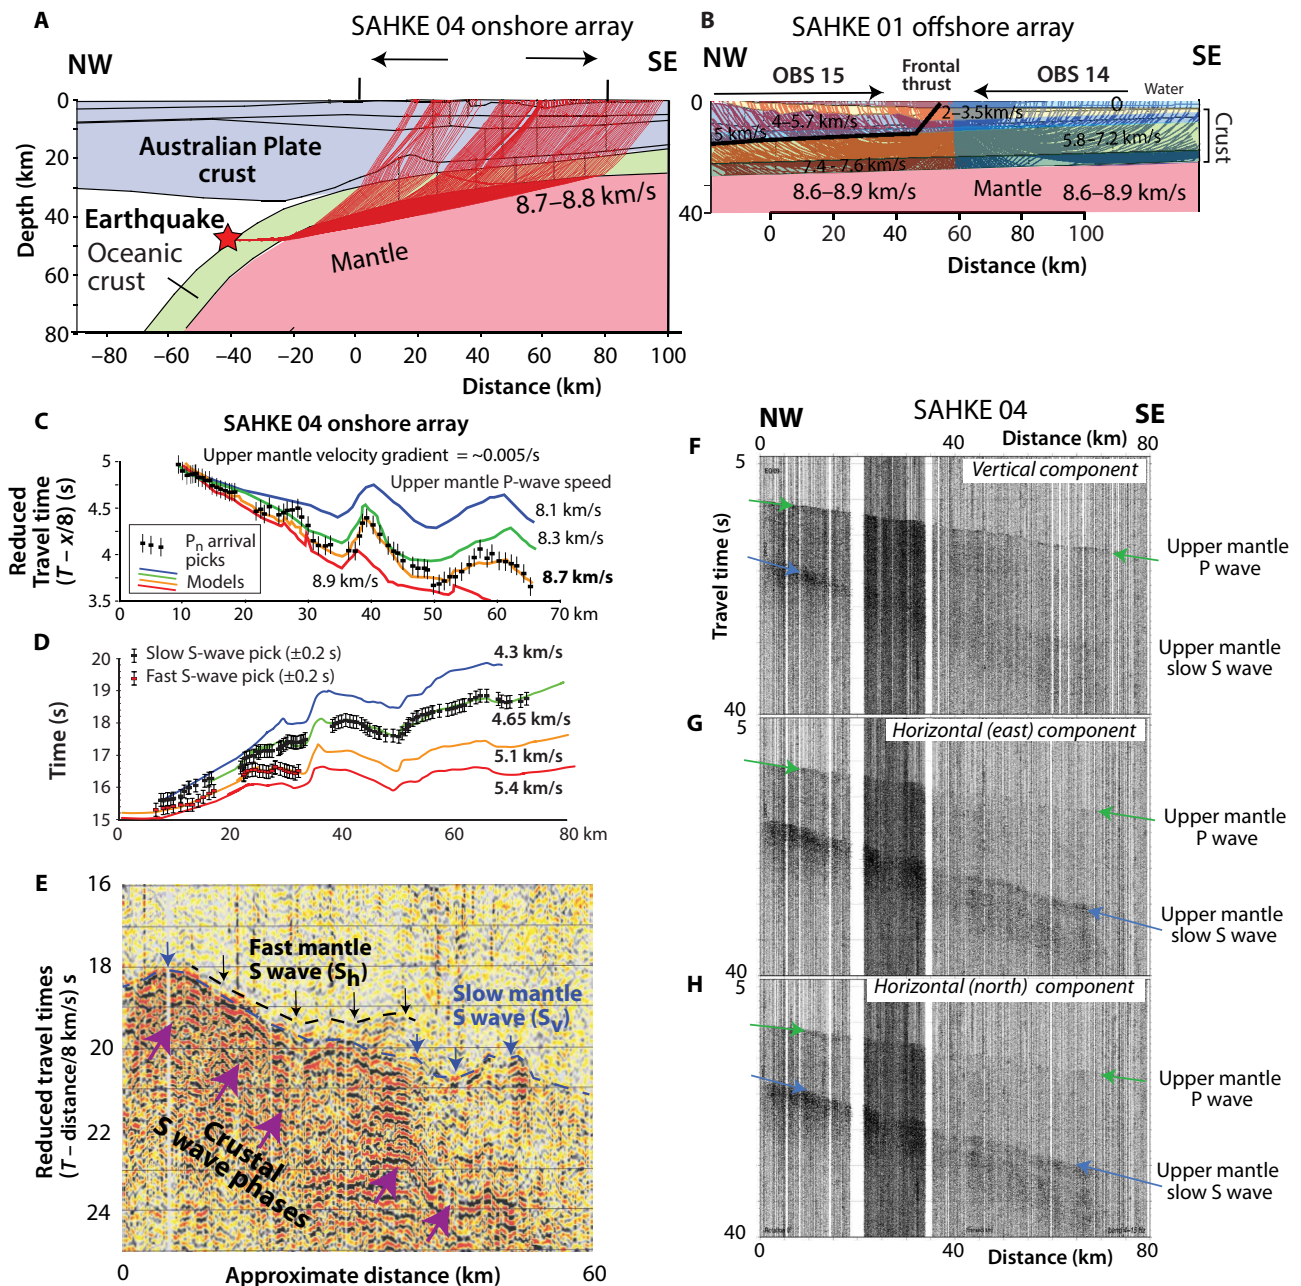 A
SAHKE 04 onshore array
NW
SE
0
20
40
60
80
Depth (km)
Australian Plate
crust
Earthquake
Oceanic
crust
Mantle
8.7–8.8 km/s
–80
–60
–40
–20
0
20
40
60
80
100
Distance (km)
B
SAHKE 01 offshore array
NW
SE
OBS 15
Frontal
thrust
OBS 14
Water
0
20
40
0
2–3.5km/s
4–5.7km/s
5 km/s
5.8–7.2 km/s
7.4–7.6 km/s
Crust
8.6–8.9 km/s
Mantle
8.6–8.9 km/s
0
20
40
60
80
100
Distance (km)
C
SAHKE 04 onshore array
Upper mantle velocity gradient = ~0.005/s
Upper mantle P-wave speed
Reduced
Travel time
(T – x/8) (s)
5
4.5
4
3.5
8.1 km/s
8.3 km/s
8.7 km/s
8.9 km/s
Pn arrival
picks
Models
0
10
20
30
40
50
60
70 km
D
Slow S-wave pick (±0.2 s)
Fast S-wave pick (±0.2 s)
Time (s)
20
19
18
17
16
15
4.3 km/s
4.65 km/s
5.1 km/s
5.4 km/s
0
20
40
60
80 km
E
Reduced travel times
(T – distance/8 km/s) s
16
18
20
22
24
Fast mantle
S wave (Sh)
Slow mantle
S wave (Sv)
Crustal
S wave phases
0
Approximate distance (km)
60
NW
SAHKE 04
SE
F
0
40
Distance (km)
80
5
Vertical component
Travel time (s)
Upper mantle
P wave
Upper mantle
slow S wave
40
G
5
Horizontal (east) component
Upper mantle
P wave
Upper mantle
slow S wave
40
H
5
Horizontal (north) component
Upper mantle
P wave
Upper mantle
slow S wave
40
0
40
Distance (km)
80